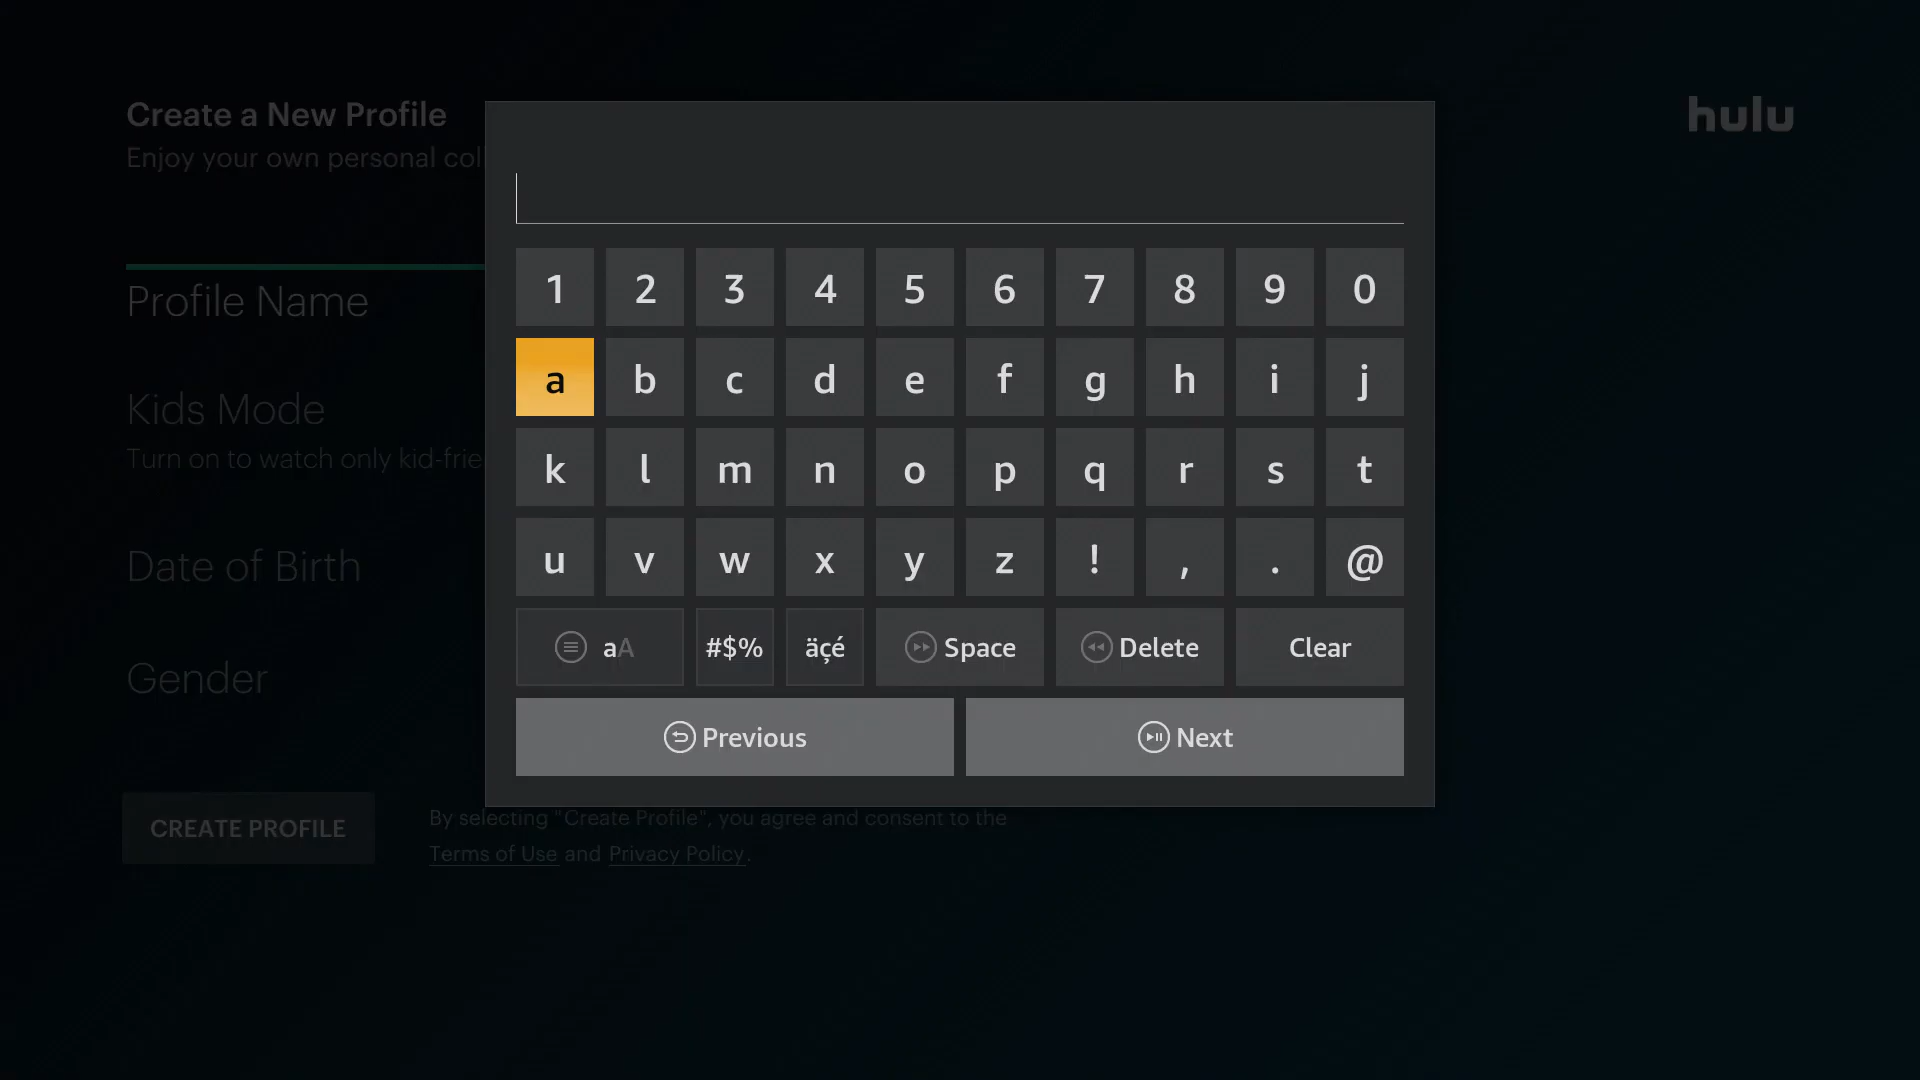 Create a New Profile
hulu
Enjoy your own personal col
Profile Name
Kids Mode
Turn on to watch only kid-frie
Date of Birth
Gender
CREATE PROFILE
By selecting "Create Profile", you agree and consent to the
Terms of Use and Privacy Policy.
1 2 3 4 5 6 7 8 9 0
a b c d e f g h i j
k l m n o p q r s t
u v w x y z ! , . @
aA #$% äçé Space Delete Clear
Previous Next